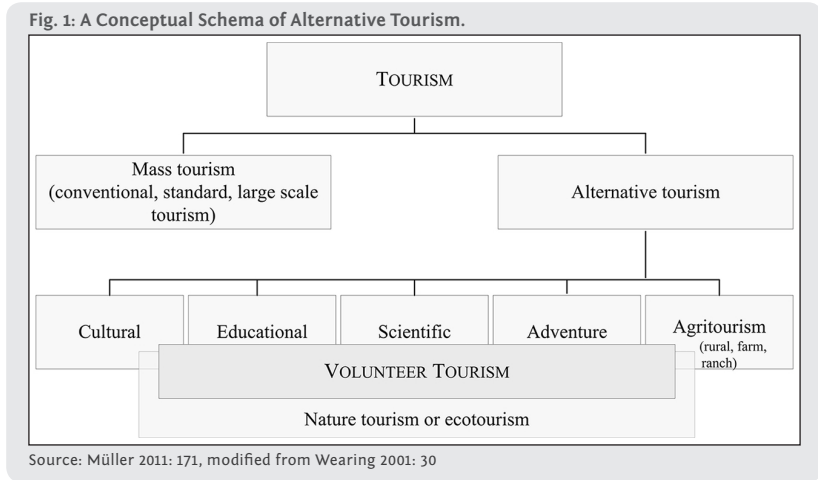 Fig. 1: A Conceptual Schema of Alternative Tourism.
TOURISM
Mass tourism
(conventional, standard, large scale
tourism)
Alternative tourism
Cultural
Educational
Scientific
Adventure
Agritourism
(rural, farm,
ranch)
VOLUNTEER TOURISM
Nature tourism or ecotourism
Source: Müller 2011: 171, modified from Wearing 2001: 30